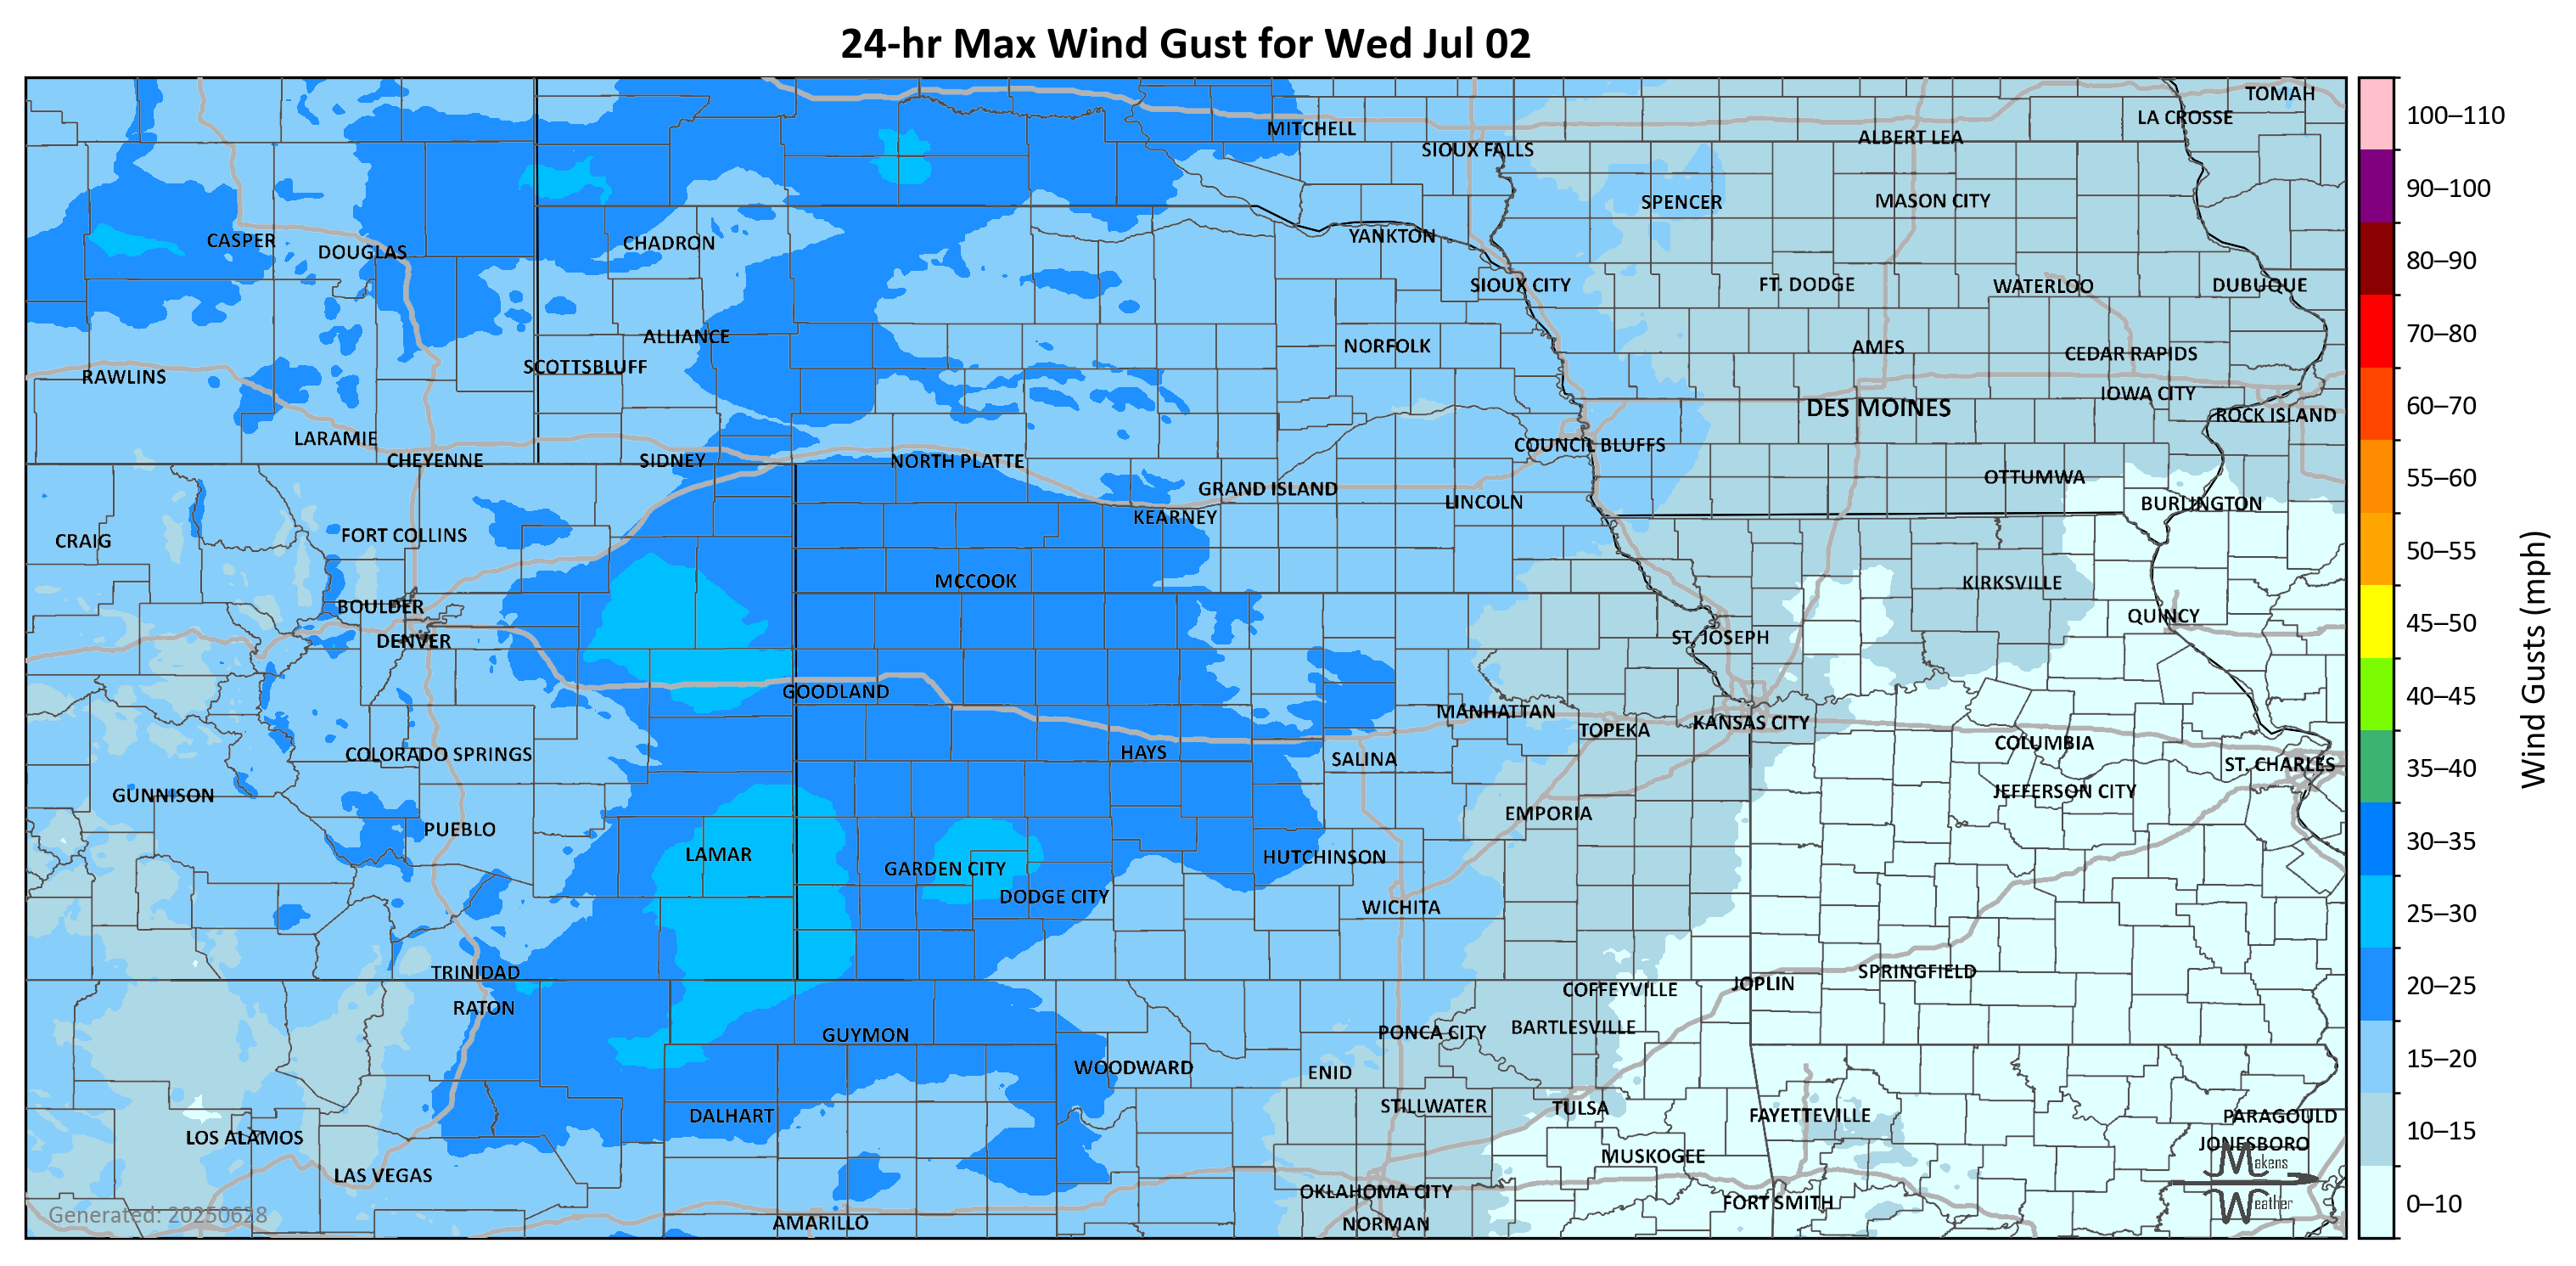 24-hr Max Wind Gust for Wed Jul 02
TOMAH
LA CROSSE
MITCHELL
ALBERT LEA
SIOUX FALLS
SPENCER
MASON CITY
CASPER
DOUGLAS
CHADRON
YANKTON
SIOUX CITY
FT. DODGE
WATERLOO
DUBUQUE
ALLIANCE
NORFOLK
AMES
CEDAR RAPIDS
SCOTTSBLUFF
RAWLINS
IOWA CITY
DES MOINES
ROCK ISLAND
LARAMIE
COUNCIL BLUFFS
CHEYENNE
SIDNEY
NORTH PLATTE
OTTUMWA
GRAND ISLAND
LINCOLN
BURLINGTON
KEARNEY
FORT COLLINS
CRAIG
MCCOOK
KIRKSVILLE
BOULDER
QUINCY
DENVER
ST. JOSEPH
GOODLAND
MANHATTAN
KANSAS CITY
TOPEKA
COLUMBIA
COLORADO SPRINGS
HAYS
SALINA
ST. CHARLES
GUNNISON
JEFFERSON CITY
EMPORIA
PUEBLO
LAMAR
HUTCHINSON
GARDEN CITY
DODGE CITY
WICHITA
TRINIDAD
SPRINGFIELD
JOPLIN
COFFEYVILLE
RATON
BARTLESVILLE
PONCA CITY
GUYMON
WOODWARD
ENID
STILLWATER
TULSA
DALHART
FAYETTEVILLE
PARAGOULD
LOS ALAMOS
JONESBORO
MUSKOGEE
LAS VEGAS
OKLAHOMA CITY
FORT SMITH
AMARILLO
NORMAN
Generated: 20250628
Makens
Weather
100–110
90–100
80–90
70–80
60–70
55–60
50–55
45–50
40–45
35–40
30–35
25–30
20–25
15–20
10–15
0–10
Wind Gusts (mph)